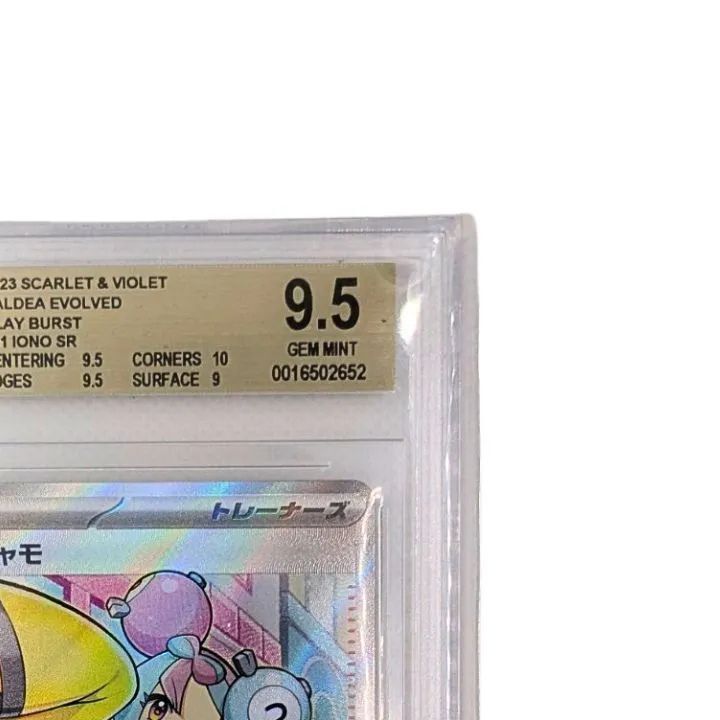 23 SCARLET & VIOLET
ALDEA EVOLVED
LAY BURST
1 IONO SR
ENTERING 9.5 CORNERS 10
DGES 9.5 SURFACE 9
9.5
GEM MINT
0016502652
トレーナーズ
ャモ
2